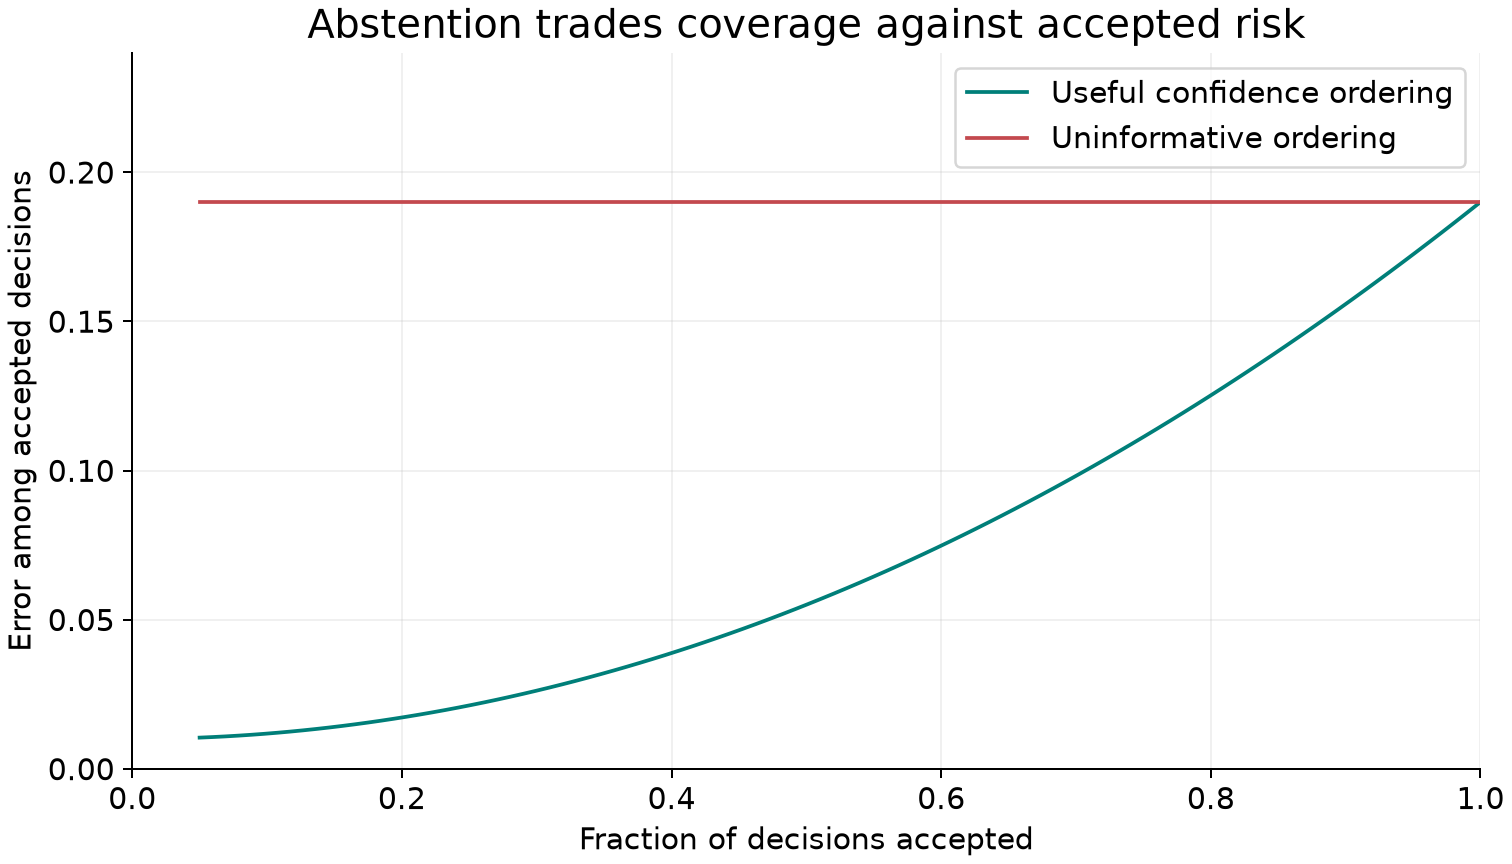 Abstention trades coverage against accepted risk
Useful confidence ordering
Uninformative ordering
Error among accepted decisions
0.20
0.15
0.10
0.05
0.00
0.0 0.2 0.4 0.6 0.8 1.0
Fraction of decisions accepted